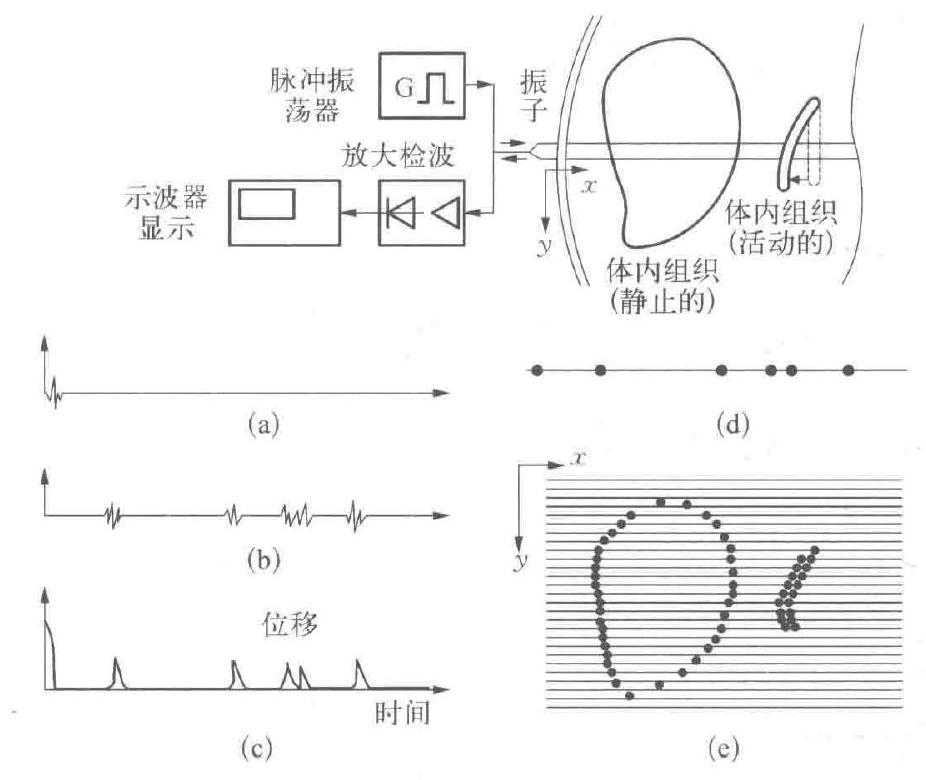 脉冲振
荡器
G
振
子
放大检波
示波器
显示
x
y
体内组织
(静止的)
体内组织
(活动的)
(a)
(b)
位移
时间
(c)
(d)
x
y
(e)